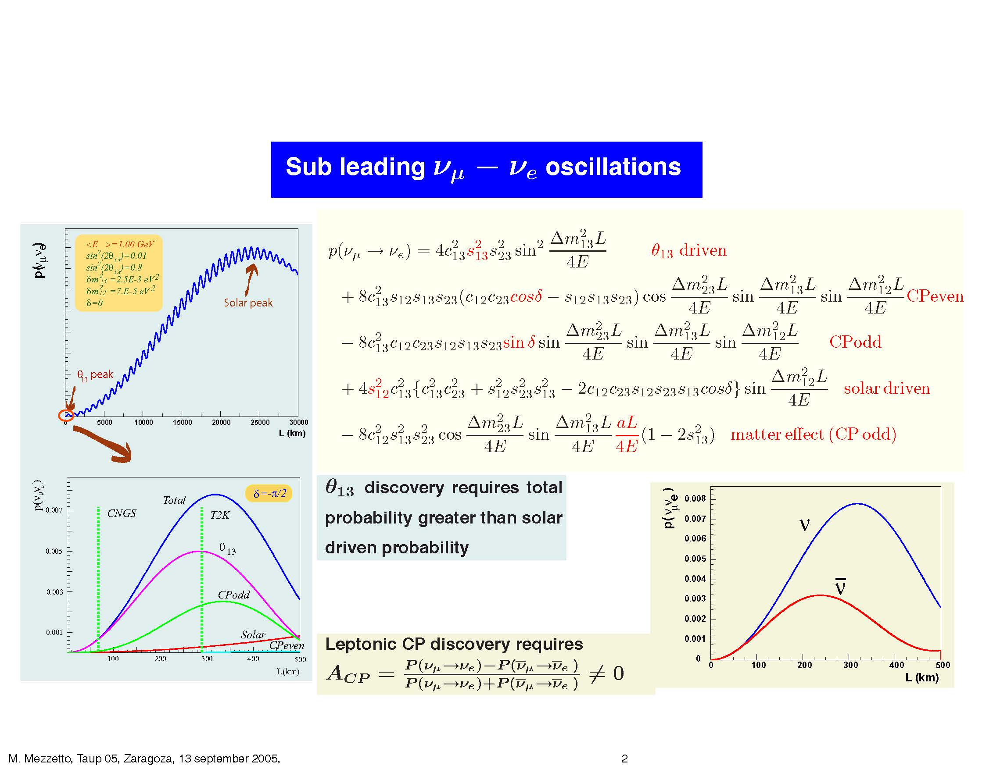 Sub leading ν_μ − ν_e oscillations
p(ν_μ ν_e)
<E >=1.00 GeV
sin²(2θ₁₃)=0.01
sin²(2θ₁₂)=0.8
δm²₁₃ =2.5E-3 eV²
δm²₁₂ =7.E-5 eV²
δ=0
Solar peak
θ₁₃ peak
0 5000 10000 15000 20000 25000 30000
L (km)
p(ν_μ → ν_e) = 4c²₁₃s²₁₃s²₂₃ sin² Δm²₁₃L/4E θ₁₃ driven
+ 8c²₁₃s₁₂s₁₃s₂₃(c₁₂c₂₃cosδ − s₁₂s₁₃s₂₃) cos Δm²₂₃L/4E sin Δm²₁₃L/4E sin Δm²₁₂L/4E CPeven
− 8c²₁₃c₁₂c₂₃s₁₂s₁₃s₂₃ sin δ sin Δm²₂₃L/4E sin Δm²₁₃L/4E sin Δm²₁₂L/4E CPodd
+ 4s²₁₂c²₁₃{c²₁₃c²₂₃ + s²₁₂s²₂₃s²₁₃ − 2c₁₂c₂₃s₁₂s₂₃s₁₃cosδ} sin Δm²₁₂L/4E solar driven
− 8c²₁₂s²₁₃s²₂₃ cos Δm²₂₃L/4E sin Δm²₁₃L/4E aL/4E (1 − 2s²₁₃) matter effect (CP odd)
p(ν_μ ν_e)
δ=-π/2
Total
CNGS
T2K
θ₁₃
CPodd
Solar
CPeven
0.007
0.005
0.003
0.001
100 200 300 400 500
L(km)
θ₁₃ discovery requires total
probability greater than solar
driven probability
Leptonic CP discovery requires
A_CP = P(ν_μ→ν_e)−P(ν̄_μ→ν̄_e) / P(ν_μ→ν_e)+P(ν̄_μ→ν̄_e) ≠ 0
p(ν_μ ν_e)
0.008
0.007
0.006
0.005
0.004
0.003
0.002
0.001
0
ν
ν̄
0 100 200 300 400 500
L (km)
M. Mezzetto, Taup 05, Zaragoza, 13 september 2005,
2